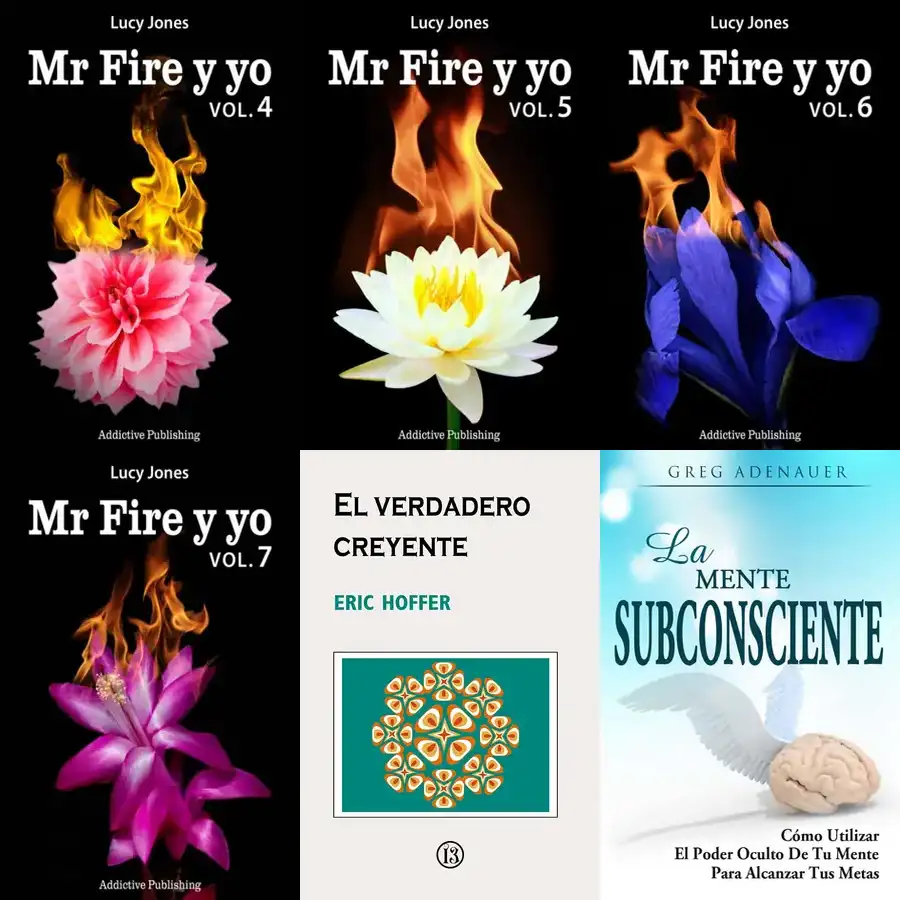 Lucy Jones
Mr Fire y yo
VOL. 4
Addictive Publishing
Lucy Jones
Mr Fire y yo
VOL. 5
Addictive Publishing
Lucy Jones
Mr Fire y yo
VOL. 6
Addictive Publishing
Lucy Jones
Mr Fire y yo
VOL. 7
Addictive Publishing
EL VERDADERO
CREYENTE
ERIC HOFFER
13
GREG ADENAUER
La
MENTE
SUBCONSCIENTE
Cómo Utilizar
El Poder Oculto De Tu Mente
Para Alcanzar Tus Metas